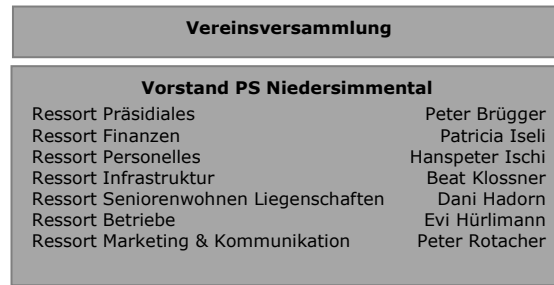 Vereinsversammlung
Vorstand PS Niedersimmental
Ressort Präsidiales Peter Brügger
Ressort Finanzen Patricia Iseli
Ressort Personelles Hanspeter Ischi
Ressort Infrastruktur Beat Klossner
Ressort Seniorenwohnen Liegenschaften Dani Hadorn
Ressort Betriebe Evi Hürlimann
Ressort Marketing & Kommunikation Peter Rotacher